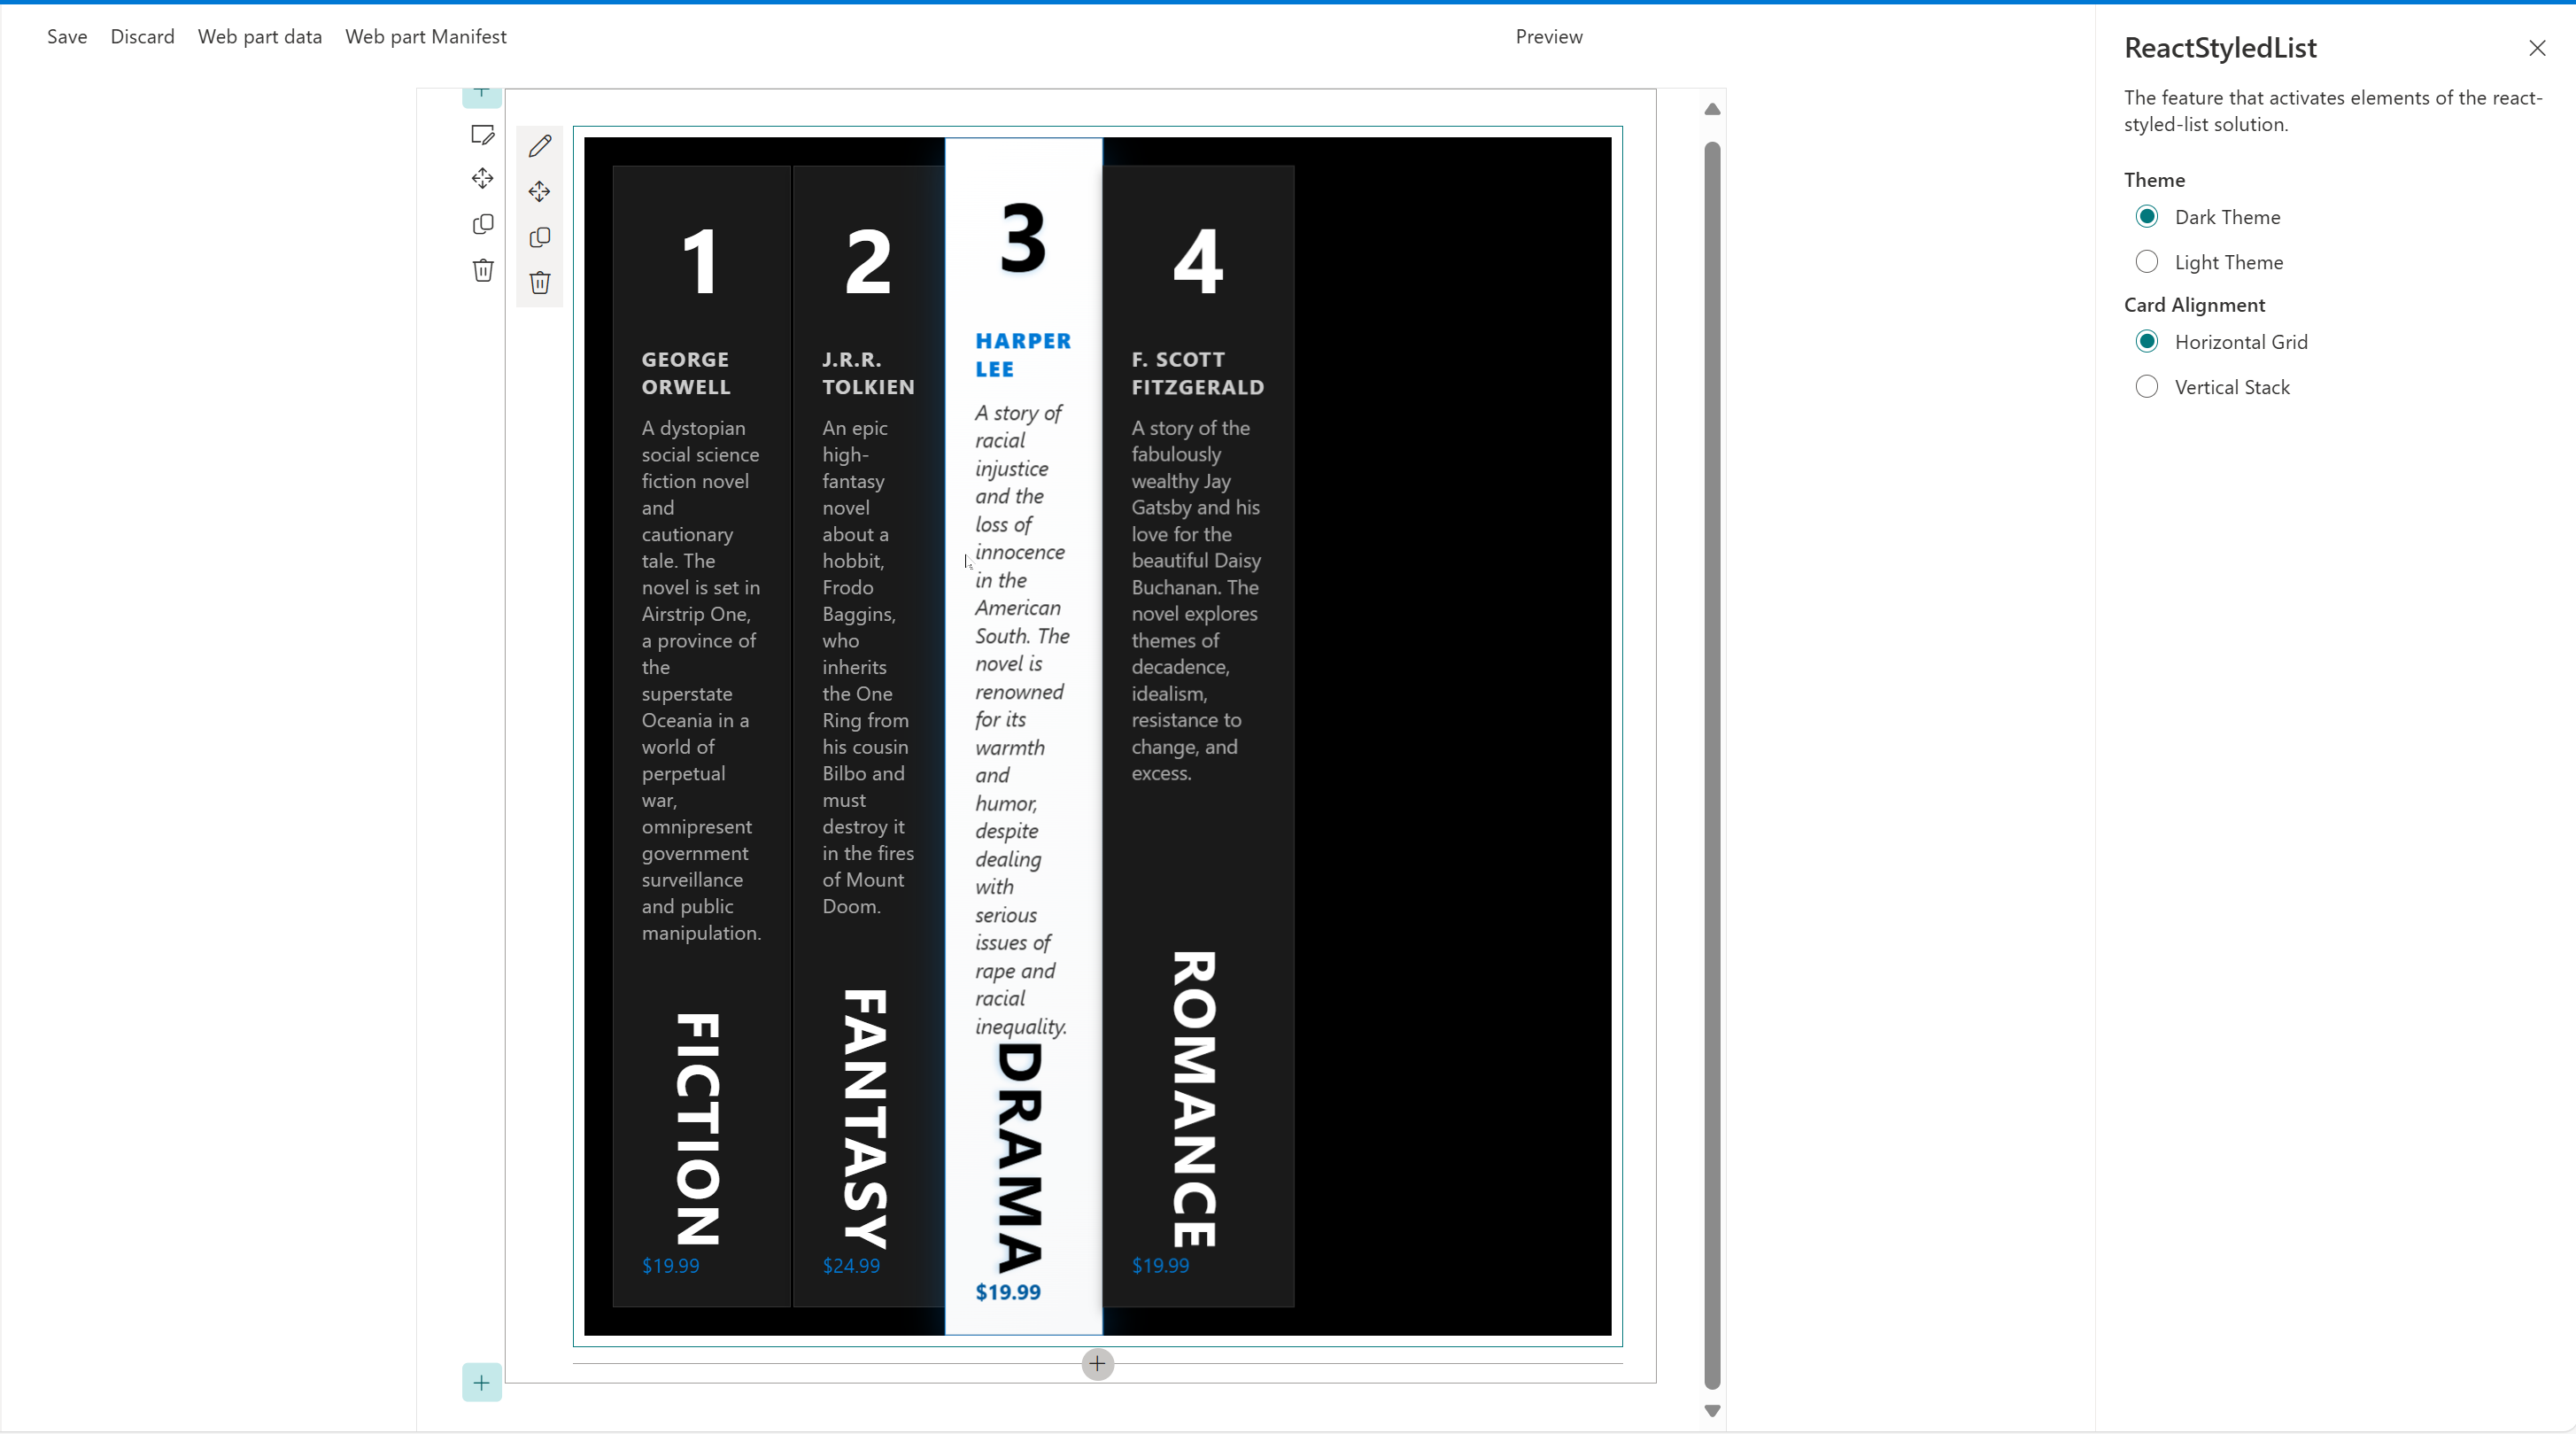 Save Discard Web part data Web part Manifest
Preview
ReactStyledList
The feature that activates elements of the react-
styled-list solution.
Theme
Dark Theme
Light Theme
Card Alignment
Horizontal Grid
Vertical Stack
1
GEORGE
ORWELL
A dystopian
social science
fiction novel
and
cautionary
tale. The
novel is set in
Airstrip One,
a province of
the
superstate
Oceania in a
world of
perpetual
war,
omnipresent
government
surveillance
and public
manipulation.
FICTION
$19.99
2
J.R.R.
TOLKIEN
An epic
high-
fantasy
novel
about a
hobbit,
Frodo
Baggins,
who
inherits
the One
Ring from
his cousin
Bilbo and
must
destroy it
in the fires
of Mount
Doom.
FANTASY
$24.99
3
HARPER
LEE
A story of
racial
injustice
and the
loss of
innocence
in the
American
South. The
novel is
renowned
for its
warmth
and
humor,
despite
dealing
with
serious
issues of
rape and
racial
inequality.
DRAMA
$19.99
4
F. SCOTT
FITZGERALD
A story of the
fabulously
wealthy Jay
Gatsby and his
love for the
beautiful Daisy
Buchanan. The
novel explores
themes of
decadence,
idealism,
resistance to
change, and
excess.
ROMANCE
$19.99